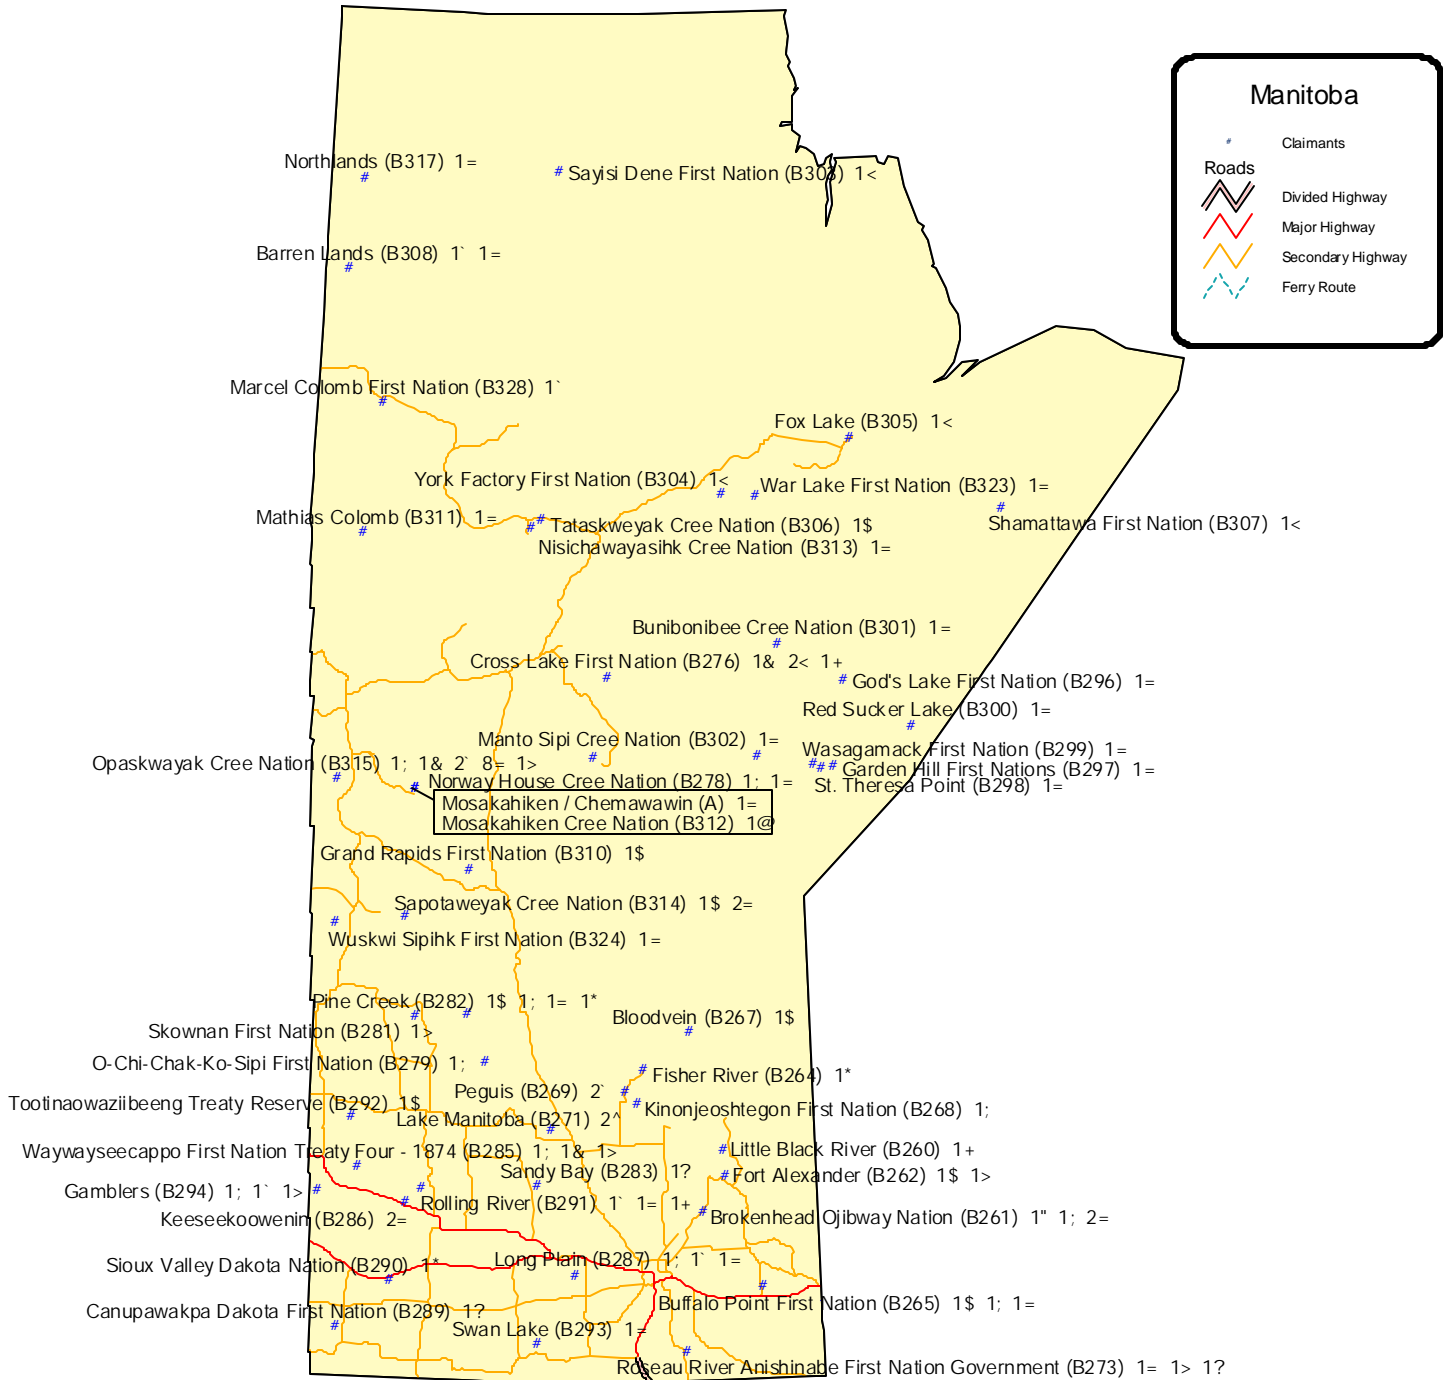 Manitoba
# Claimants
Roads
Divided Highway
Major Highway
Secondary Highway
Ferry Route
Northlands (B317) 1=
#
# Sayisi Dene First Nation (B303) 1<
Barren Lands (B308) 1` 1=
#
Marcel Colomb First Nation (B328) 1`
#
Fox Lake (B305) 1<
#
York Factory First Nation (B304) 1<
#
# War Lake First Nation (B323) 1=
#
Shamattawa First Nation (B307) 1<
Mathias Colomb (B311) 1=
#
# # Tataskweyak Cree Nation (B306) 1$
Nisichawayasihk Cree Nation (B313) 1=
Bunibonibee Cree Nation (B301) 1=
#
Cross Lake First Nation (B276) 1& 2< 1+
#
# God's Lake First Nation (B296) 1=
Red Sucker Lake (B300) 1=
#
Manto Sipi Cree Nation (B302) 1=
# #
Wasagamack First Nation (B299) 1=
# # # Garden Hill First Nations (B297) 1=
St. Theresa Point (B298) 1=
Opaskwayak Cree Nation (B315) 1; 1& 2` 8= 1>
#
# Norway House Cree Nation (B278) 1; 1=
Mosakahiken / Chemawawin (A) 1=
Mosakahiken Cree Nation (B312) 1@
Grand Rapids First Nation (B310) 1$
#
Sapotaweyak Cree Nation (B314) 1$ 2=
# #
Wuskwi Sipihk First Nation (B324) 1=
Pine Creek (B282) 1$ 1; 1= 1*
# #
Bloodvein (B267) 1$
#
Skownan First Nation (B281) 1>
O-Chi-Chak-Ko-Sipi First Nation (B279) 1; #
# Fisher River (B264) 1*
Peguis (B269) 2` #
# Kinonjeoshtegon First Nation (B268) 1;
Tootinaowaziibeeng Treaty Reserve (B292) 1$
#
Lake Manitoba (B271) 2^
#
Waywayseecappo First Nation Treaty Four - 1874 (B285) 1; 1& 1>
#
# Little Black River (B260) 1+
Sandy Bay (B283) 1?
#
# Fort Alexander (B262) 1$ 1>
Gamblers (B294) 1; 1` 1> #
#
# Rolling River (B291) 1` 1= 1+
# Brokenhead Ojibway Nation (B261) 1" 1; 2=
Keeseekoowenin (B286) 2=
Sioux Valley Dakota Nation (B290) 1*
#
Long Plain (B287) 1; 1` 1=
#
#
Buffalo Point First Nation (B265) 1$ 1; 1=
Canupawakpa Dakota First Nation (B289) 1?
#
Swan Lake (B293) 1=
#
#
Roseau River Anishinabe First Nation Government (B273) 1= 1> 1?